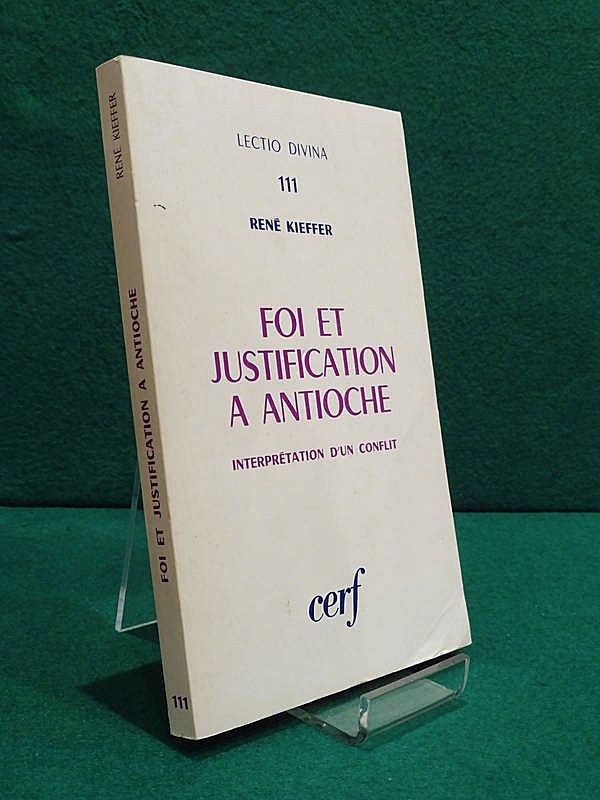 LECTIO DIVINA
111
RENÉ KIEFFER
FOI ET
JUSTIFICATION
A ANTIOCHE
INTERPRÉTATION D'UN CONFLIT
cerf
RENÉ KIEFFER
FOI ET JUSTIFICATION A ANTIOCHE
111